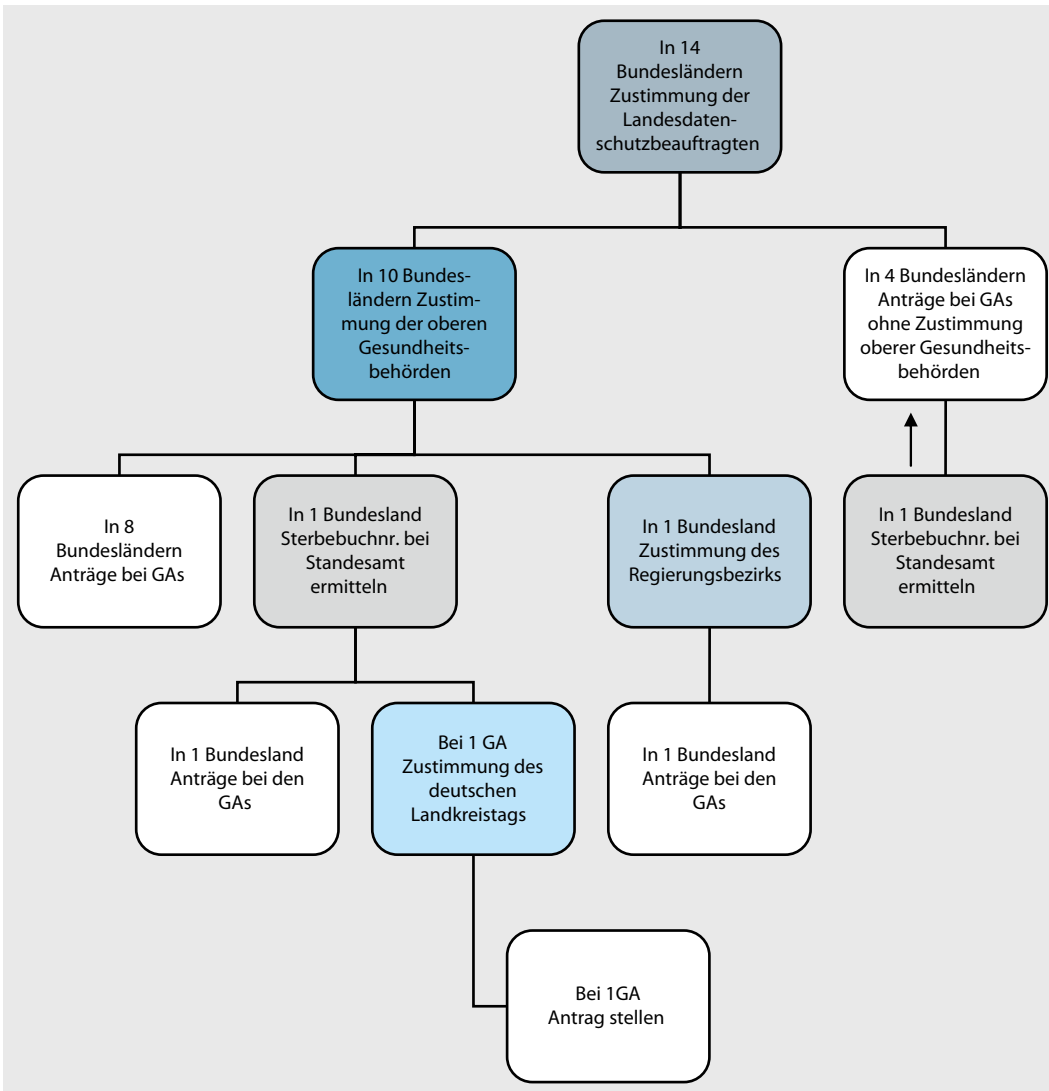 In 14
Bundesländern
Zustimmung der
Landesdaten-
schutzbeauftragten
In 10 Bundes-
ländern Zustim-
mung der oberen
Gesundheits-
behörden
In 4 Bundesländern
Anträge bei GAs
ohne Zustimmung
oberer Gesundheits-
behörden
In 8
Bundesländern
Anträge bei GAs
In 1 Bundesland
Sterbebuchnr. bei
Standesamt
ermitteln
In 1 Bundesland
Zustimmung des
Regierungsbezirks
In 1 Bundesland
Sterbebuchnr. bei
Standesamt
ermitteln
In 1 Bundesland
Anträge bei den
GAs
Bei 1 GA
Zustimmung des
deutschen
Landkreistags
In 1 Bundesland
Anträge bei den
GAs
Bei 1GA
Antrag stellen